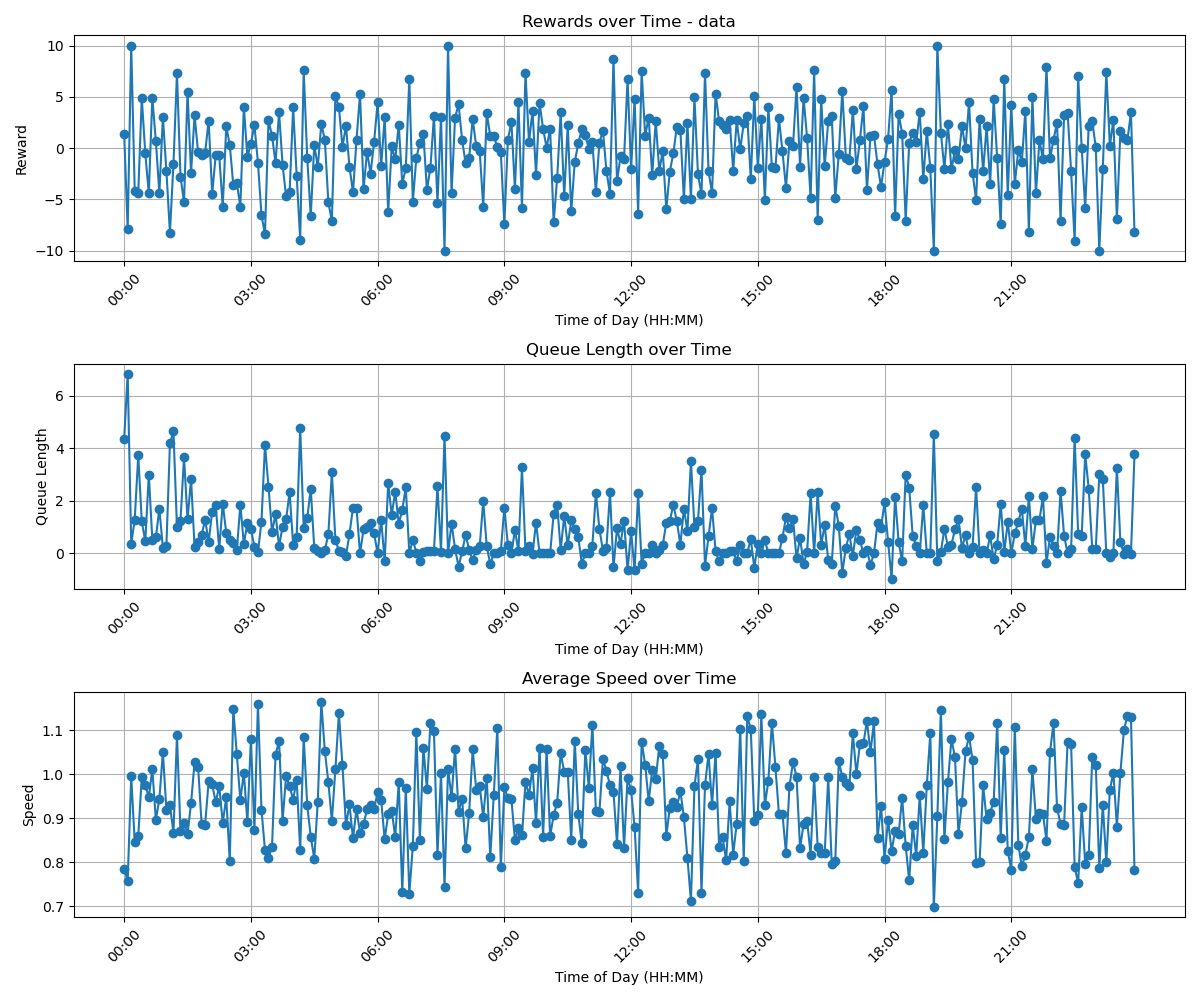 Rewards over Time - data
10
5
0
−5
−10
Reward
00:00 03:00 06:00 09:00 12:00 15:00 18:00 21:00
Time of Day (HH:MM)
Queue Length over Time
6
4
2
0
Queue Length
00:00 03:00 06:00 09:00 12:00 15:00 18:00 21:00
Time of Day (HH:MM)
Average Speed over Time
1.1
1.0
0.9
0.8
0.7
Speed
00:00 03:00 06:00 09:00 12:00 15:00 18:00 21:00
Time of Day (HH:MM)